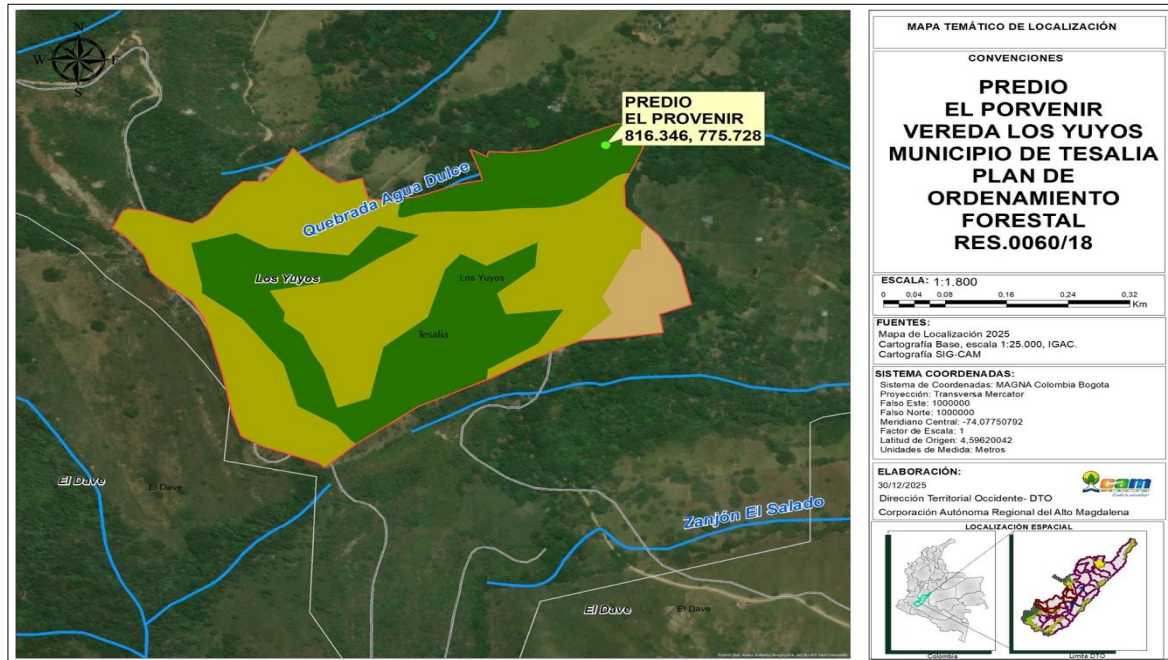 N
W
E
S
PREDIO
EL PROVENIR
816.346, 775.728
Quebrada Agua Dulce
Los Yuyos
Los Yuyos
Tesalia
El Dave
El Dave
Zanjón El Salado
El Dave
El Dave
MAPA TEMÁTICO DE LOCALIZACIÓN
CONVENCIONES
PREDIO
EL PORVENIR
VEREDA LOS YUYOS
MUNICIPIO DE TESALIA
PLAN DE
ORDENAMIENTO
FORESTAL
RES.0060/18
ESCALA: 1:1.800
0 0,04 0,08 0,16 0,24 0,32
Km
FUENTES:
Mapa de Localización 2025
Cartografía Base, escala 1:25.000, IGAC.
Cartografía SIG-CAM
SISTEMA COORDENADAS:
Sistema de Coordenadas: MAGNA Colombia Bogota
Proyección: Transversa Mercator
Falso Este: 1000000
Falso Norte: 1000000
Meridiano Central: -74,07750792
Factor de Escala: 1
Latitud de Origen: 4,59620042
Unidades de Medida: Metros
ELABORACIÓN:
30/12/2025
cam
Dirección Territorial Occidente- DTO
Corporación Autónoma Regional del Alto Magdalena
LOCALIZACIÓN ESPACIAL
Colombia
Limite DTO